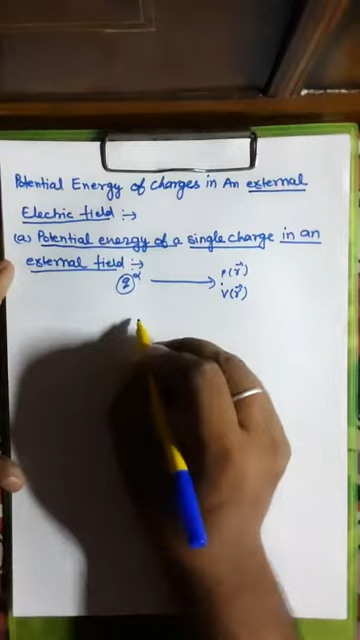 Potential Energy of charges in An external
Electric field :→
(a) Potential energy of a single charge in an
external field :→
q ∞ → P(r⃗)
V(r⃗)